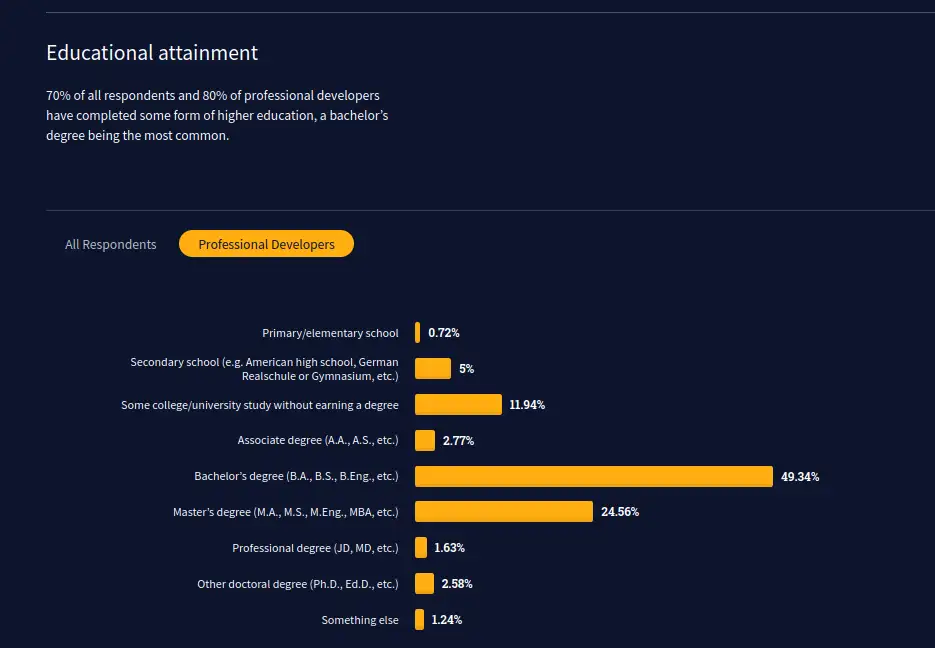 Educational attainment
70% of all respondents and 80% of professional developers
have completed some form of higher education, a bachelor’s
degree being the most common.
All Respondents
Professional Developers
Primary/elementary school 0.72%
Secondary school (e.g. American high school, German
Realschule or Gymnasium, etc.) 5%
Some college/university study without earning a degree 11.94%
Associate degree (A.A., A.S., etc.) 2.77%
Bachelor’s degree (B.A., B.S., B.Eng., etc.) 49.34%
Master’s degree (M.A., M.S., M.Eng., MBA, etc.) 24.56%
Professional degree (JD, MD, etc.) 1.63%
Other doctoral degree (Ph.D., Ed.D., etc.) 2.58%
Something else 1.24%